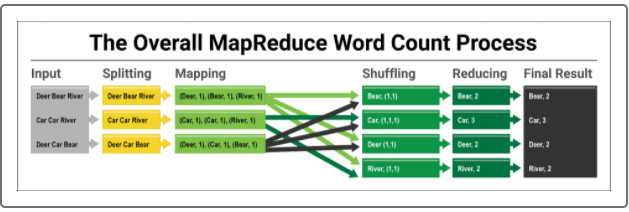 The Overall MapReduce Word Count Process
Input Splitting Mapping Shuffling Reducing Final Result
Deer Bear River Deer Bear River (Deer, 1), (Bear, 1), (River, 1) Bear, (1,1) Bear, 2 Bear, 2
Car Car River Car Car River (Car, 1), (Car, 1), (River, 1) Car, (1,1,1) Car, 3 Car, 3
Deer Car Bear Deer Car Bear (Deer, 1), (Car, 1), (Bear, 1) Deer (1,1) Deer, 2 Deer, 2
River, (1,1) River, 2 River, 2